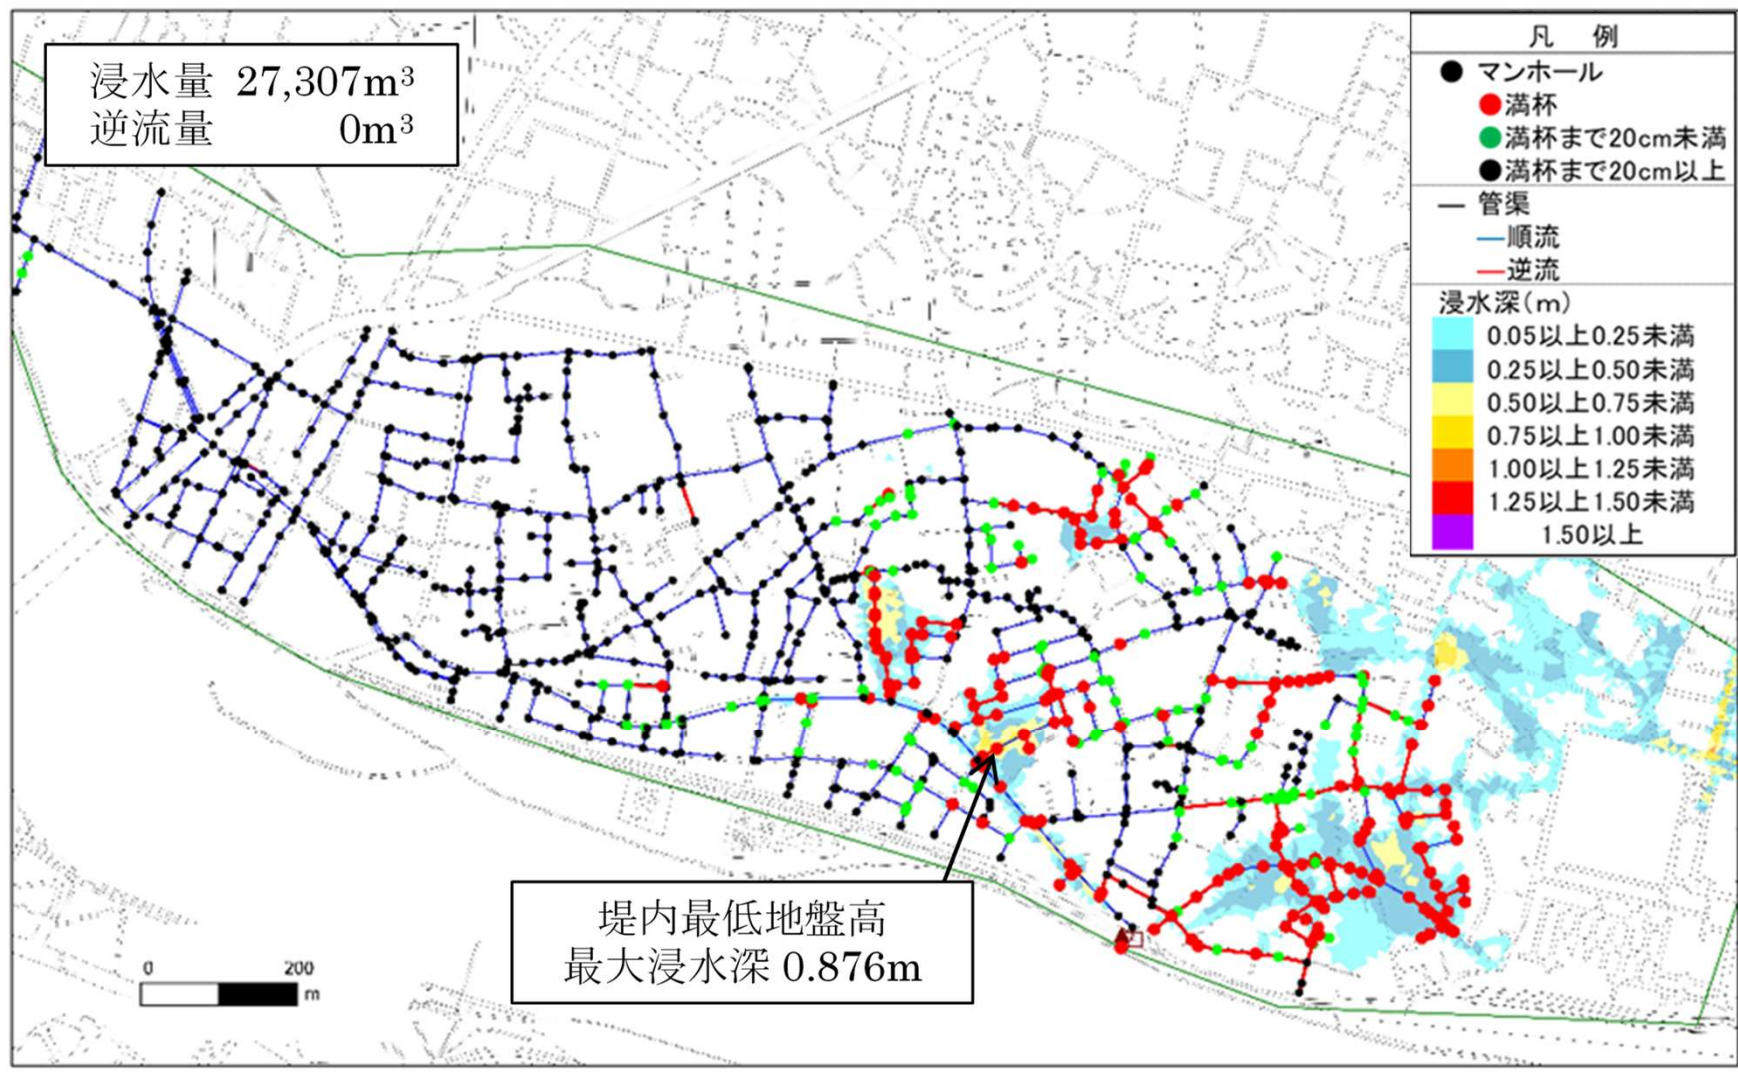 浸水量 27,307m³
逆流量 0m³
凡 例
マンホール
満杯
満杯まで20cm未満
満杯まで20cm以上
管渠
順流
逆流
浸水深(m)
0.05以上0.25未満
0.25以上0.50未満
0.50以上0.75未満
0.75以上1.00未満
1.00以上1.25未満
1.25以上1.50未満
1.50以上
堤内最低地盤高
最大浸水深 0.876m
0 200
m